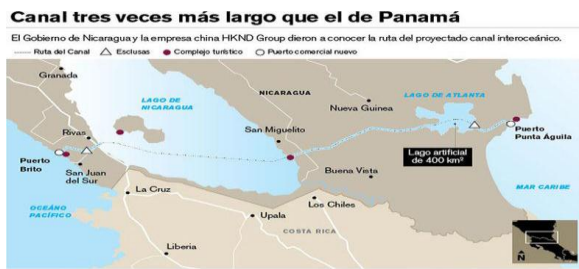 Canal tres veces más largo que el de Panamá
El Gobierno de Nicaragua y la empresa china HKND Group dieron a conocer la ruta del proyectado canal interoceánico.
Ruta del Canal Esclusas Complejo turístico Puerto comercial nuevo
Granada
LAGO DE
NICARAGUA
NICARAGUA
LAGO DE ATLANTA
Nueva Guinea
Rivas
San Miguelito
Puerto
Punta Águila
Puerto
Brito
Lago artificial
de 400 km²
San Juan
del Sur
Buena Vista
La Cruz
MAR CARIBE
OCEÁNO
PACÍFICO
Los Chiles
Upala
COSTA RICA
Liberia
N